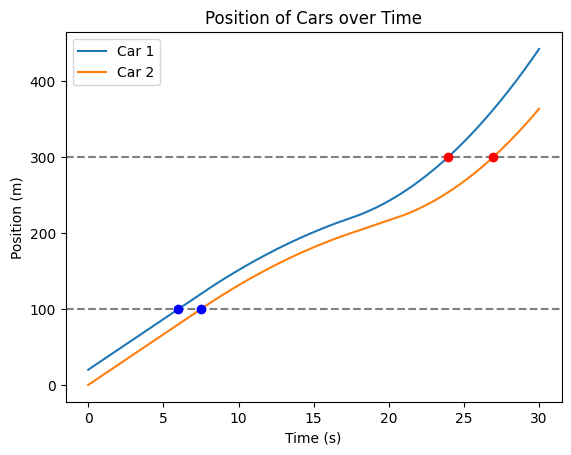 Position of Cars over Time
Car 1
Car 2
Position (m)
400
300
200
100
0
0 5 10 15 20 25 30
Time (s)